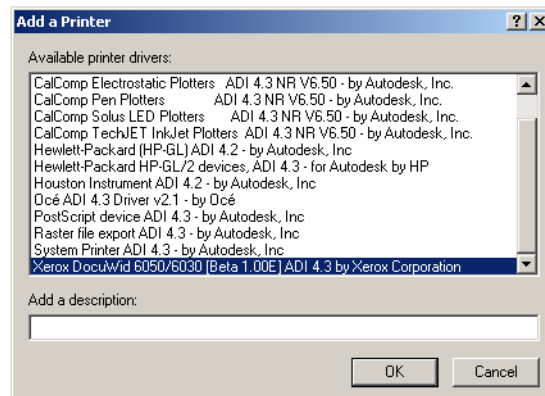 Add a Printer
Available printer drivers:
CalComp Electrostatic Plotters ADI 4.3 NR V6.50 - by Autodesk, Inc.
CalComp Pen Plotters ADI 4.3 NR V6.50 - by Autodesk, Inc.
CalComp Solus LED Plotters ADI 4.3 NR V6.50 - by Autodesk, Inc.
CalComp TechJET InkJet Plotters ADI 4.3 NR V6.50 - by Autodesk, Inc.
Hewlett-Packard (HP-GL) ADI 4.2 - by Autodesk, Inc
Hewlett-Packard HP-GL/2 devices, ADI 4.3 - for Autodesk by HP
Houston Instrument ADI 4.2 - by Autodesk, Inc
Océ ADI 4.3 Driver v2.1 - by Océ
PostScript device ADI 4.3 - by Autodesk, Inc
Raster file export ADI 4.3 - by Autodesk, Inc
System Printer ADI 4.3 - by Autodesk, Inc
Xerox DocuWid 6050/6030 [Beta 1.00E] ADI 4.3 by Xerox Corporation
Add a description:
OK Cancel